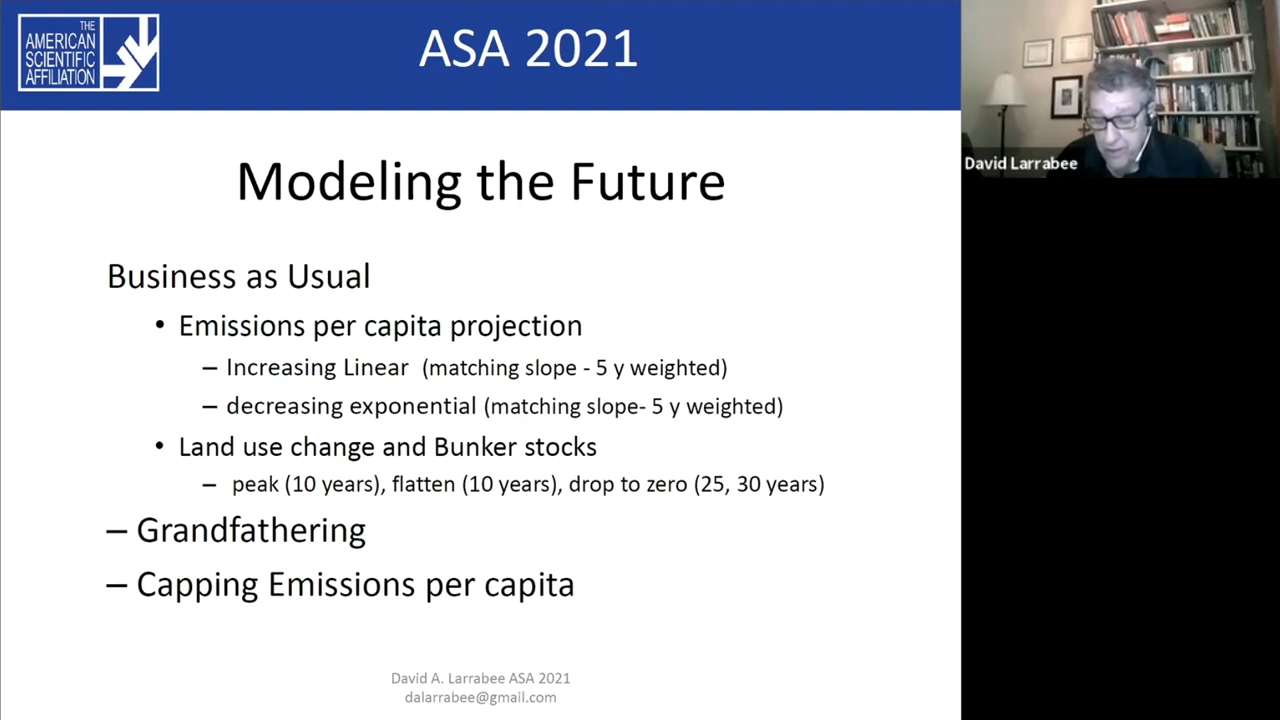 THE
AMERICAN
SCIENTIFIC
AFFILIATION
ASA 2021
David Larrabee
Modeling the Future
Business as Usual
• Emissions per capita projection
– Increasing Linear (matching slope - 5 y weighted)
– decreasing exponential (matching slope- 5 y weighted)
• Land use change and Bunker stocks
– peak (10 years), flatten (10 years), drop to zero (25, 30 years)
– Grandfathering
– Capping Emissions per capita
David A. Larrabee ASA 2021
dalarrabee@gmail.com